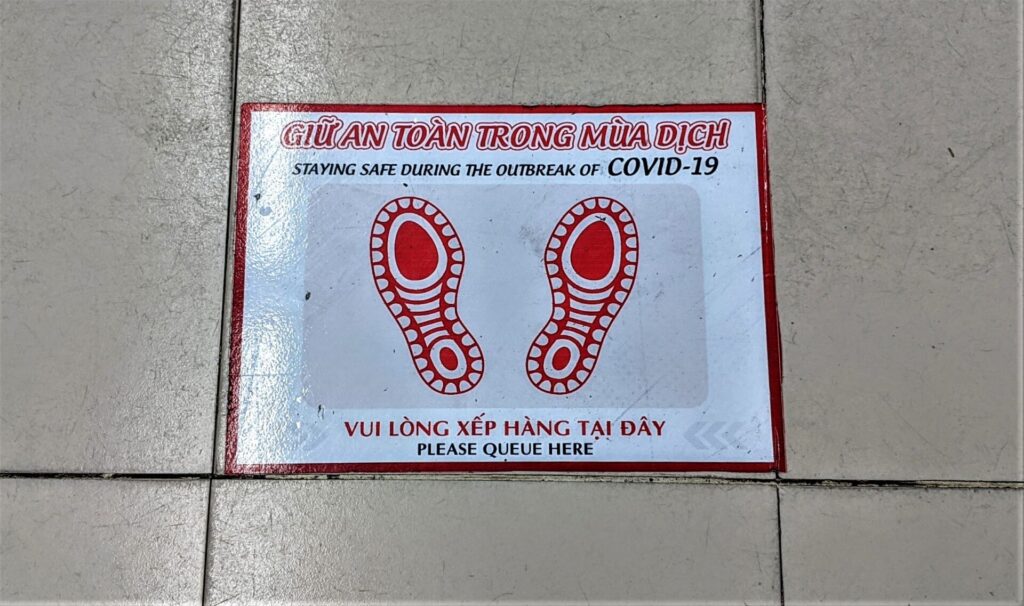 GIỮ AN TOÀN TRONG MÙA DỊCH
STAYING SAFE DURING THE OUTBREAK OF COVID-19
VUI LÒNG XẾP HÀNG TẠI ĐÂY
PLEASE QUEUE HERE